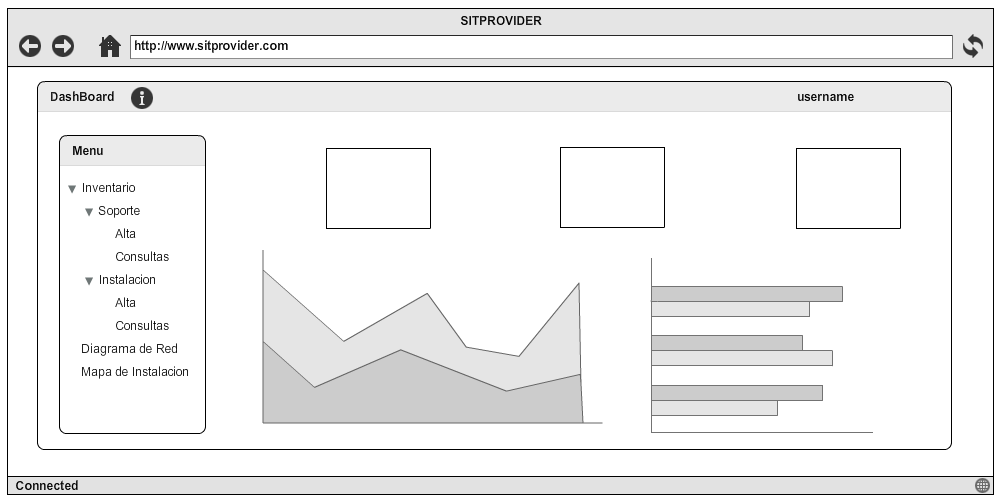 SITPROVIDER
http://www.sitprovider.com
DashBoard
username
Menu
Inventario
Soporte
Alta
Consultas
Instalacion
Alta
Consultas
Diagrama de Red
Mapa de Instalacion
Connected